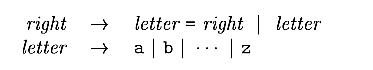 right → letter = right | letter
letter → a | b | ··· | z